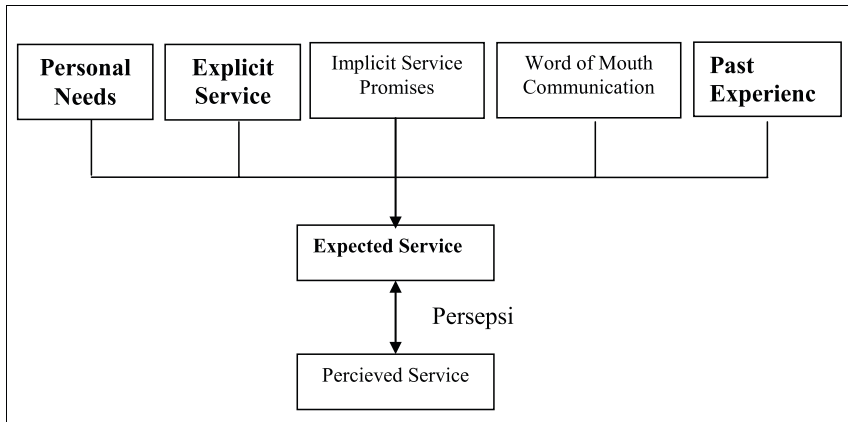 Personal
Needs
Explicit
Service
Implicit Service
Promises
Word of Mouth
Communication
Past
Experienc
Expected Service
Persepsi
Percieved Service